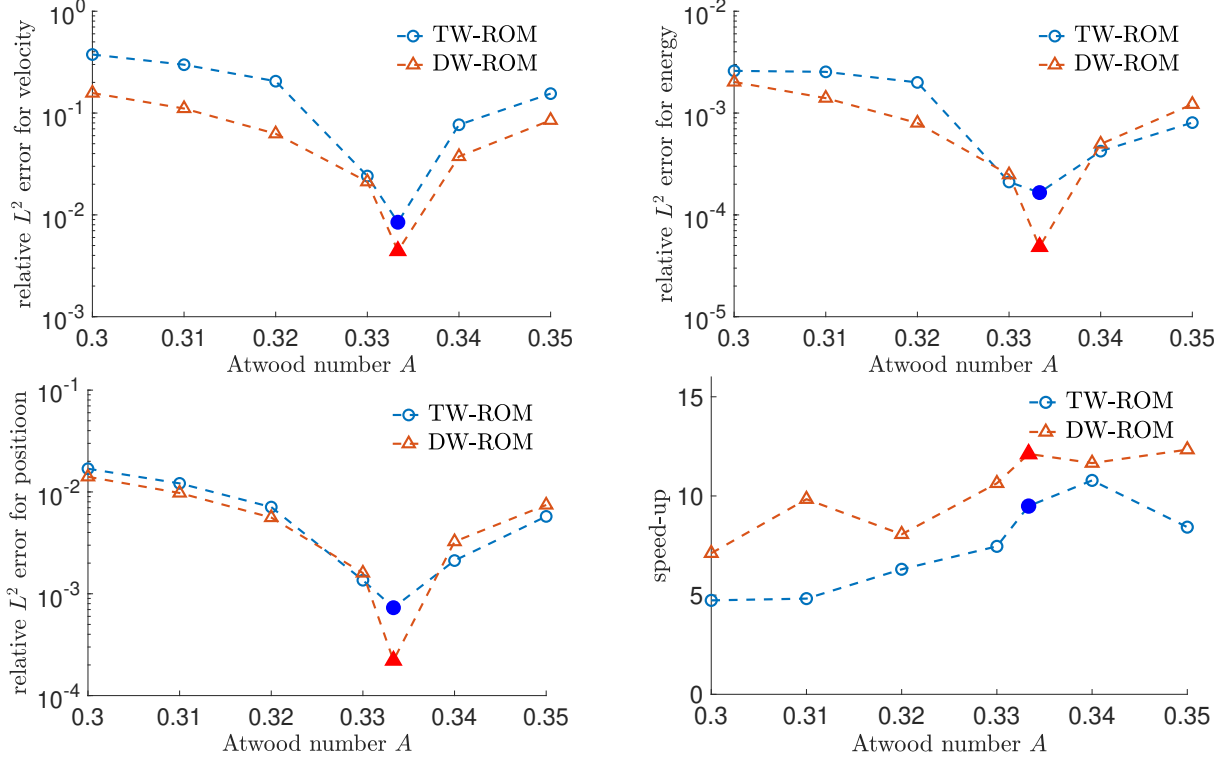 relative L² error for velocity
10⁰
10⁻¹
10⁻²
10⁻³
TW-ROM
DW-ROM
0.3 0.31 0.32 0.33 0.34 0.35
Atwood number A
relative L² error for energy
10⁻²
10⁻³
10⁻⁴
10⁻⁵
TW-ROM
DW-ROM
0.3 0.31 0.32 0.33 0.34 0.35
Atwood number A
relative L² error for positioon
10⁻¹
10⁻²
10⁻³
10⁻⁴
TW-ROM
DW-ROM
0.3 0.31 0.32 0.33 0.34 0.35
Atwood number A
speed-up
15
10
5
0
TW-ROM
DW-ROM
0.3 0.31 0.32 0.33 0.34 0.35
Atwood number A